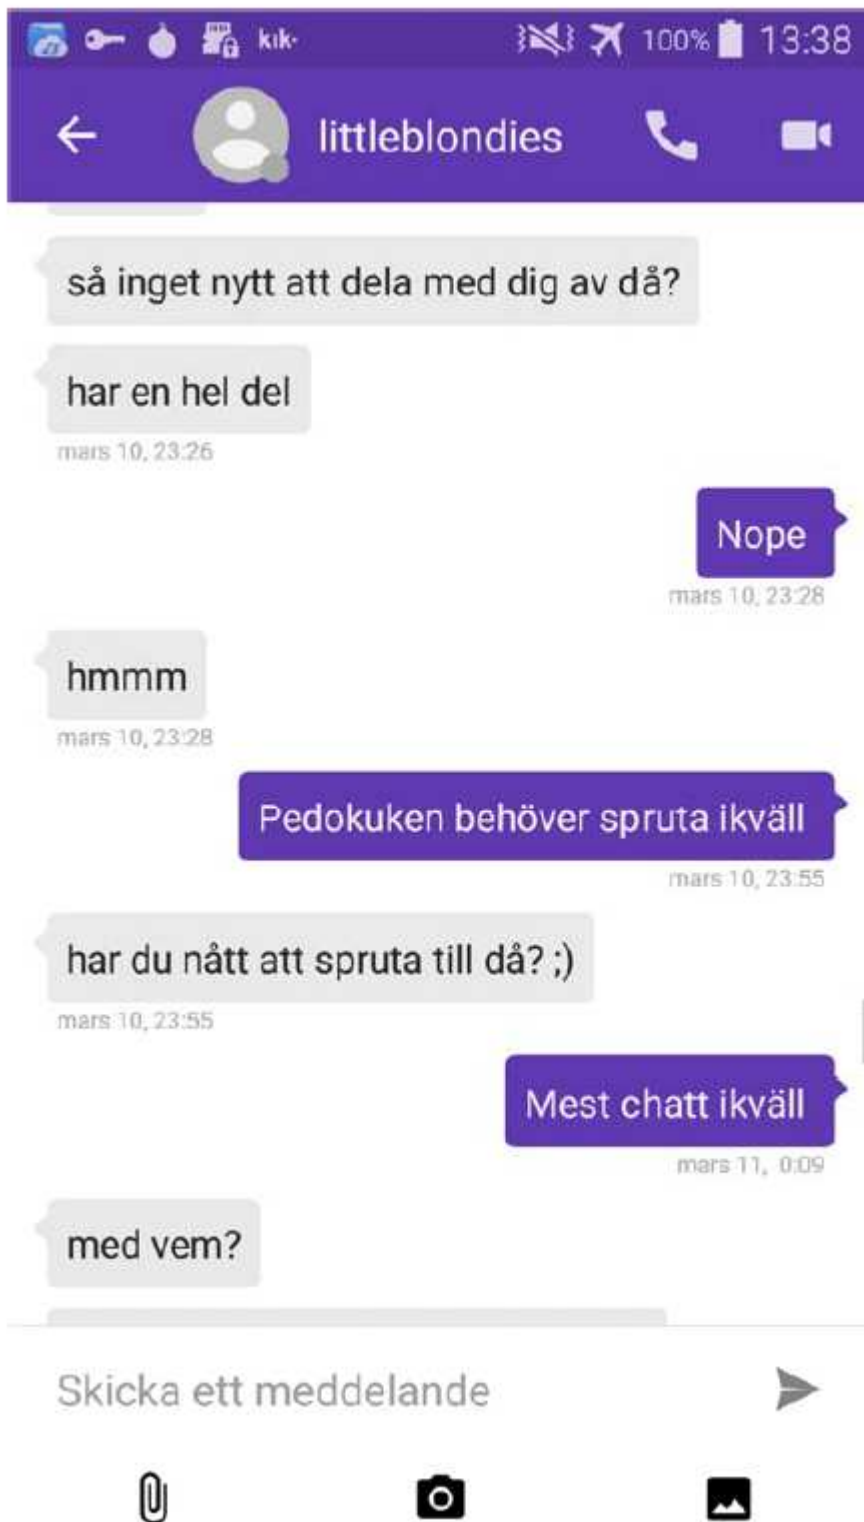 kik·
100%
13:38
littleblondies
så inget nytt att dela med dig av då?
har en hel del
mars 10, 23:26
Nope
mars 10, 23:28
hmmm
mars 10, 23:28
Pedokuken behöver spruta ikväll
mars 10, 23:55
har du nått att spruta till då? ;)
mars 10, 23:55
Mest chatt ikväll
mars 11, 0:09
med vem?
Skicka ett meddelande